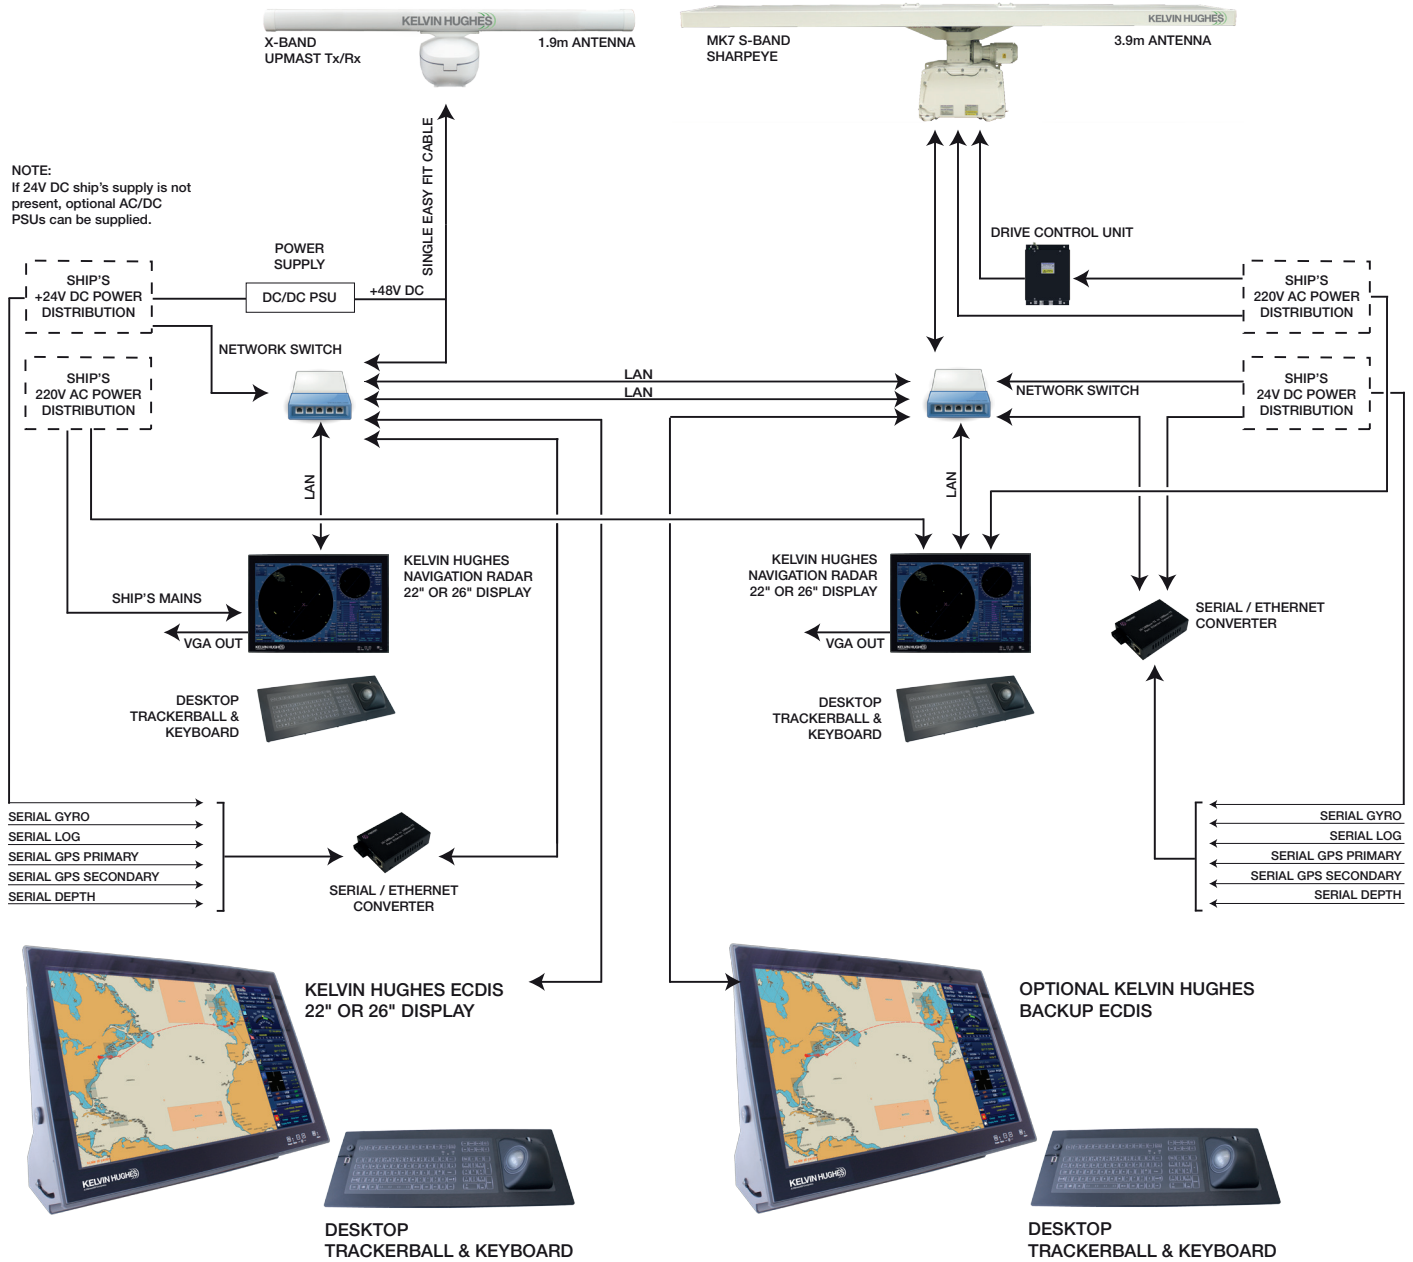 KELVIN HUGHES
X-BAND
UPMAST Tx/Rx
1.9m ANTENNA
KELVIN HUGHES
MK7 S-BAND
SHARPEYE
3.9m ANTENNA
NOTE:
If 24V DC ship's supply is not
present, optional AC/DC
PSUs can be supplied.
SINGLE EASY FIT CABLE
POWER
SUPPLY
DC/DC PSU
+48V DC
SHIP'S
+24V DC POWER
DISTRIBUTION
SHIP'S
220V AC POWER
DISTRIBUTION
NETWORK SWITCH
LAN
LAN
DRIVE CONTROL UNIT
SHIP'S
220V AC POWER
DISTRIBUTION
NETWORK SWITCH
SHIP'S
24V DC POWER
DISTRIBUTION
LAN
LAN
KELVIN HUGHES
NAVIGATION RADAR
22" OR 26" DISPLAY
SHIP'S MAINS
VGA OUT
KELVIN HUGHES
KELVIN HUGHES
NAVIGATION RADAR
22" OR 26" DISPLAY
VGA OUT
KELVIN HUGHES
SERIAL / ETHERNET
CONVERTER
DESKTOP
TRACKERBALL &
KEYBOARD
DESKTOP
TRACKERBALL &
KEYBOARD
SERIAL GYRO
SERIAL LOG
SERIAL GPS PRIMARY
SERIAL GPS SECONDARY
SERIAL DEPTH
SERIAL / ETHERNET
CONVERTER
SERIAL GYRO
SERIAL LOG
SERIAL GPS PRIMARY
SERIAL GPS SECONDARY
SERIAL DEPTH
KELVIN HUGHES ECDIS
22" OR 26" DISPLAY
OPTIONAL KELVIN HUGHES
BACKUP ECDIS
KELVIN HUGHES
KELVIN HUGHES
DESKTOP
TRACKERBALL & KEYBOARD
DESKTOP
TRACKERBALL & KEYBOARD